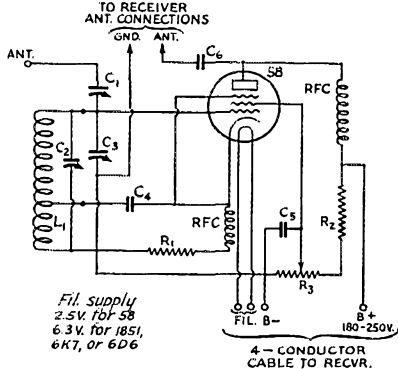 TO RECEIVER
ANT. CONNECTIONS
GND. ANT.
ANT.
C6
58
C1
RFC
C2
C3
C4
L1
RFC
C5
R2
R1
R3
Fil. supply
2.5V. for 58
6.3V. for 1851,
6K7, or 6D6
FIL. B– B+
180-250V.
4–CONDUCTOR
CABLE TO RECVR.